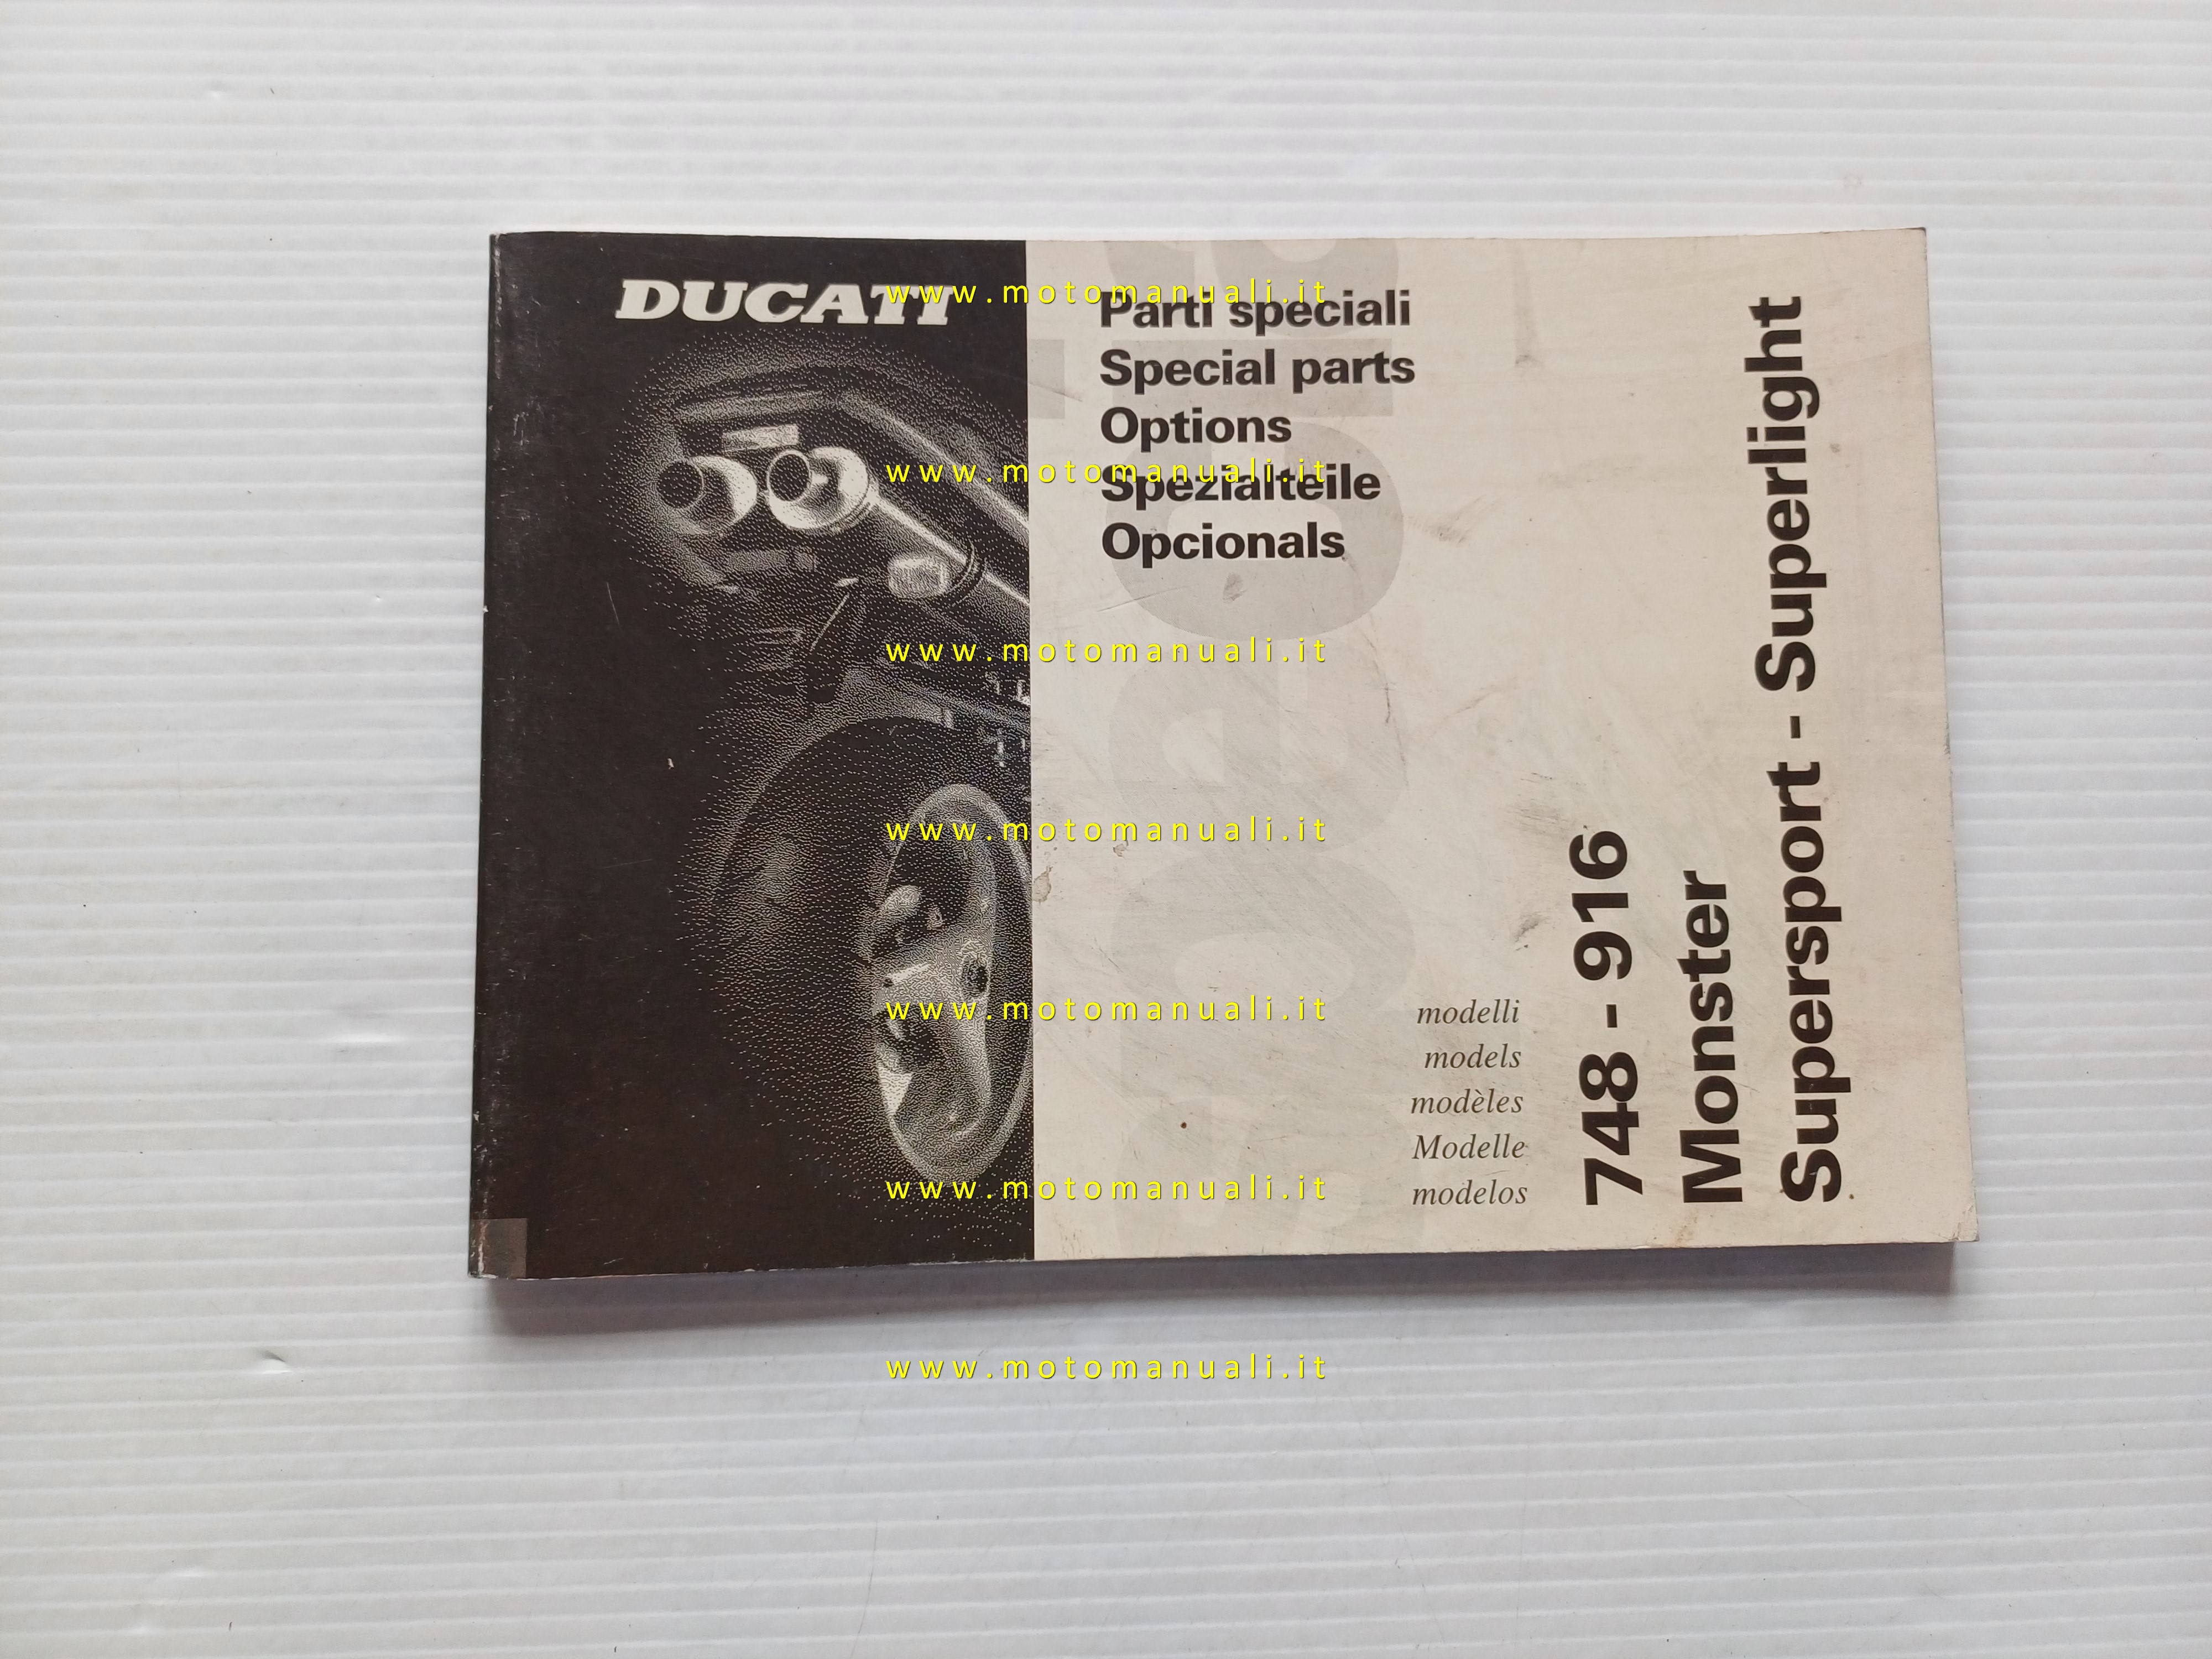 DUCATI
www.motomanuali.it
Parti speciali
Special parts
Options
www.motomanuali.it
Spezialteile
Opcionals
www.motomanuali.it
www.motomanuali.it
www.motomanuali.it
modelli
models
modèles
Modelle
modelos
748 - 916
Monster
Supersport - Superlight
www.motomanuali.it
www.motomanuali.it